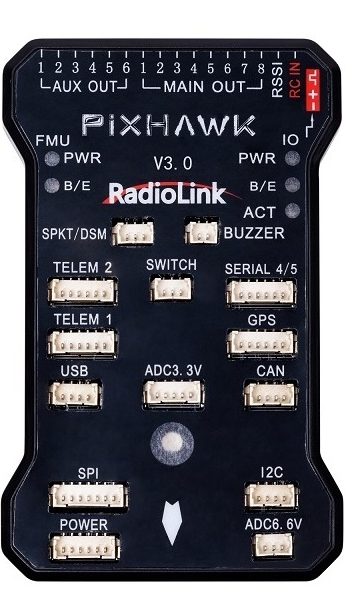 1 2 3 4 5 6 1 2 3 4 5 6 7 8 RSSI RC IN - +
AUX OUT MAIN OUT
PIXHAWK
FMU IO
PWR V3.0 PWR
B/E B/E
RadioLink
ACT
SPKT/DSM BUZZER
TELEM 2 SWITCH SERIAL 4/5
TELEM 1 GPS
USB ADC3.3V CAN
SPI I2C
POWER ADC6.6V